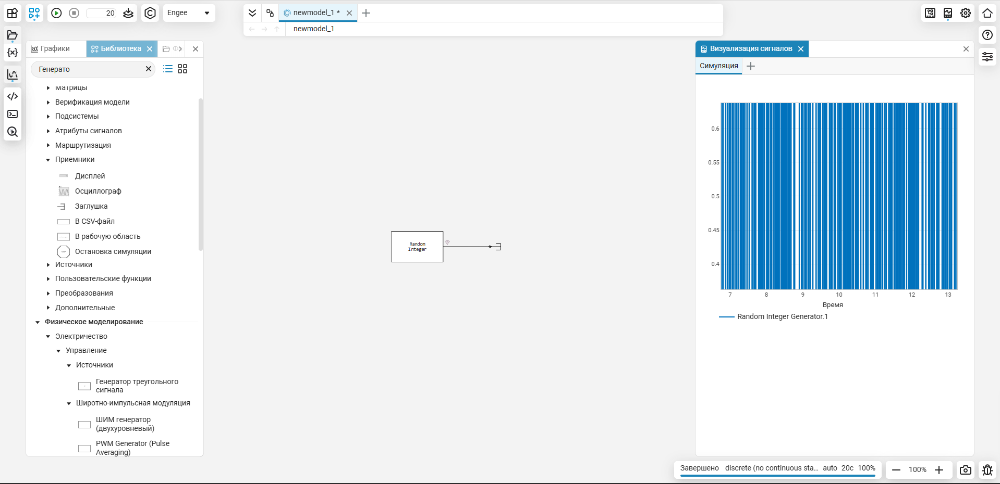 20
Engee
newmodel_1 *
newmodel_1
Графики
Библиотека
Генерато
Матрицы
Верификация модели
Подсистемы
Атрибуты сигналов
Маршрутизация
Приемники
Дисплей
Осциллограф
Заглушка
В CSV-файл
В рабочую область
Остановка симуляции
Источники
Пользовательские функции
Преобразования
Дополнительные
Физическое моделирование
Электричество
Управление
Источники
Генератор треугольного
сигнала
Широтно-импульсная модуляция
ШИМ генератор
(двухуровневый)
PWM Generator (Pulse
Averaging)
Random
Integer
Визуализация сигналов
Симуляция
0.6
0.55
0.5
0.45
0.4
7 8 9 10 11 12 13
Время
Random Integer Generator.1
Завершено discrete (no continuous sta... auto 20с 100%
100%